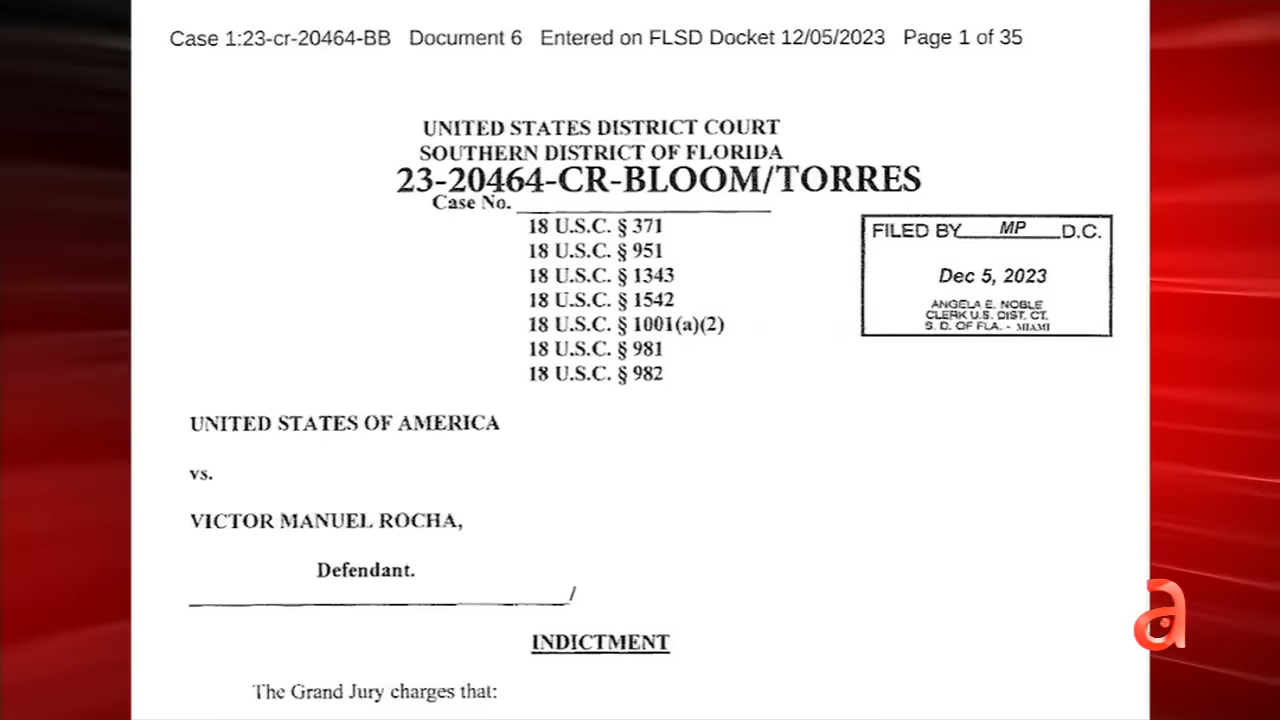 Case 1:23-cr-20464-BB Document 6 Entered on FLSD Docket 12/05/2023 Page 1 of 35
UNITED STATES DISTRICT COURT
SOUTHERN DISTRICT OF FLORIDA
23-20464-CR-BLOOM/TORRES
Case No. ______________
18 U.S.C. § 371
18 U.S.C. § 951
18 U.S.C. § 1343
18 U.S.C. § 1542
18 U.S.C. § 1001(a)(2)
18 U.S.C. § 981
18 U.S.C. § 982
FILED BY___MP___D.C.
Dec 5, 2023
ANGELA E. NOBLE
CLERK U.S. DIST. CT.
S. D. OF FLA. - MIAMI
UNITED STATES OF AMERICA
vs.
VICTOR MANUEL ROCHA,
Defendant.
______________/
INDICTMENT
The Grand Jury charges that:
a